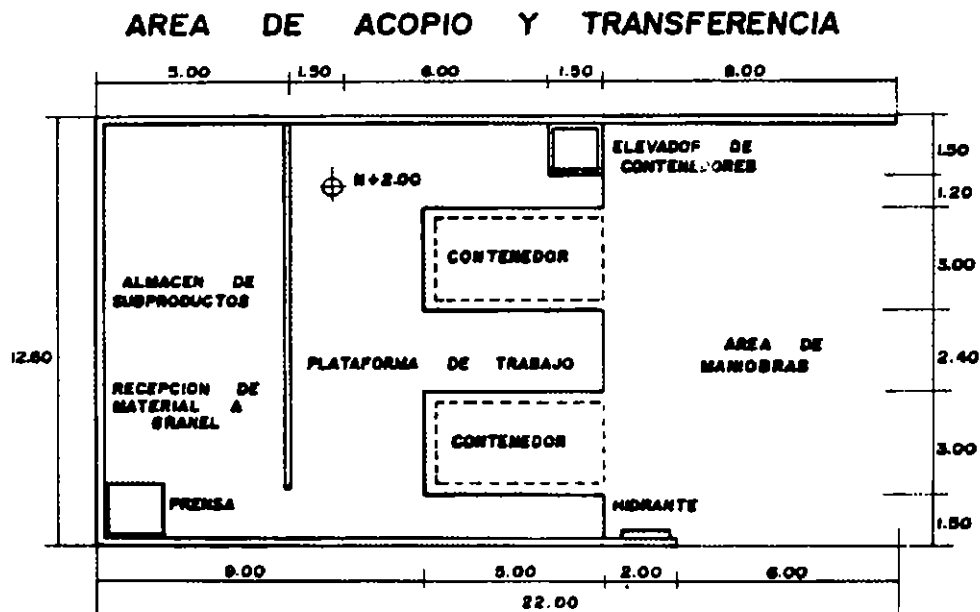 AREA DE ACOPIO Y TRANSFERENCIA
5.00 1.50 6.00 1.50 8.00
ELEVADOR DE
CONTENEDORES
1.50
N+2.00
1.20
CONTENEDOR
3.00
ALMACEN DE
SUBPRODUCTOS
12.60
PLATAFORMA DE TRABAJO
AREA DE
MANIOBRAS
2.40
RECEPCION DE
MATERIAL A
GRANEL
CONTENEDOR
3.00
PRENSA
HIDRANTE
1.50
9.00 5.00 2.00 6.00
22.00